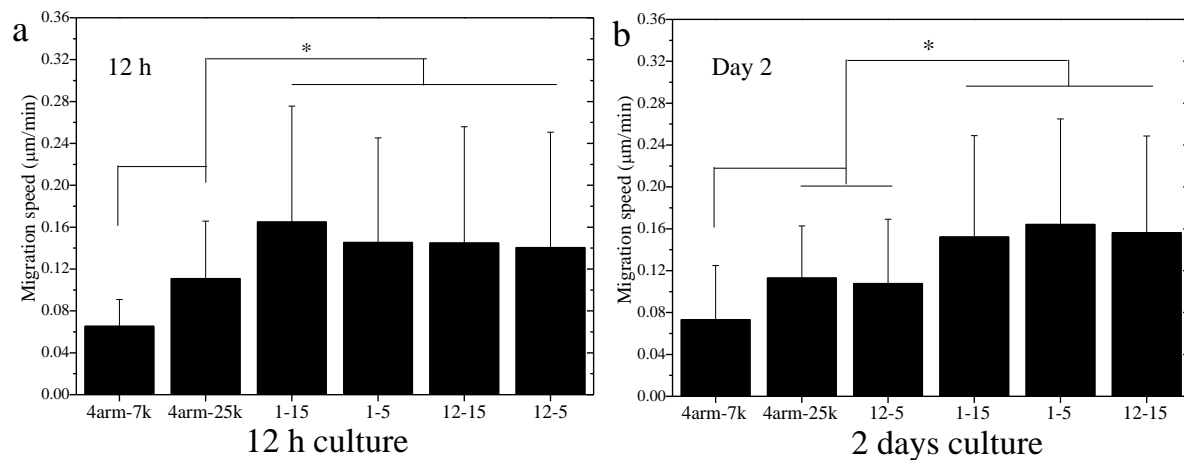 a
12 h
*
Migration speed (μm/min)
0.36
0.32
0.28
0.24
0.20
0.16
0.12
0.08
0.04
0.00
4arm-7k 4arm-25k 1-15 1-5 12-15 12-5
12 h culture
b
Day 2
*
Migration speed (μm/min)
0.36
0.32
0.28
0.24
0.20
0.16
0.12
0.08
0.04
0.00
4arm-7k 4arm-25k 12-5 1-15 1-5 12-15
2 days culture